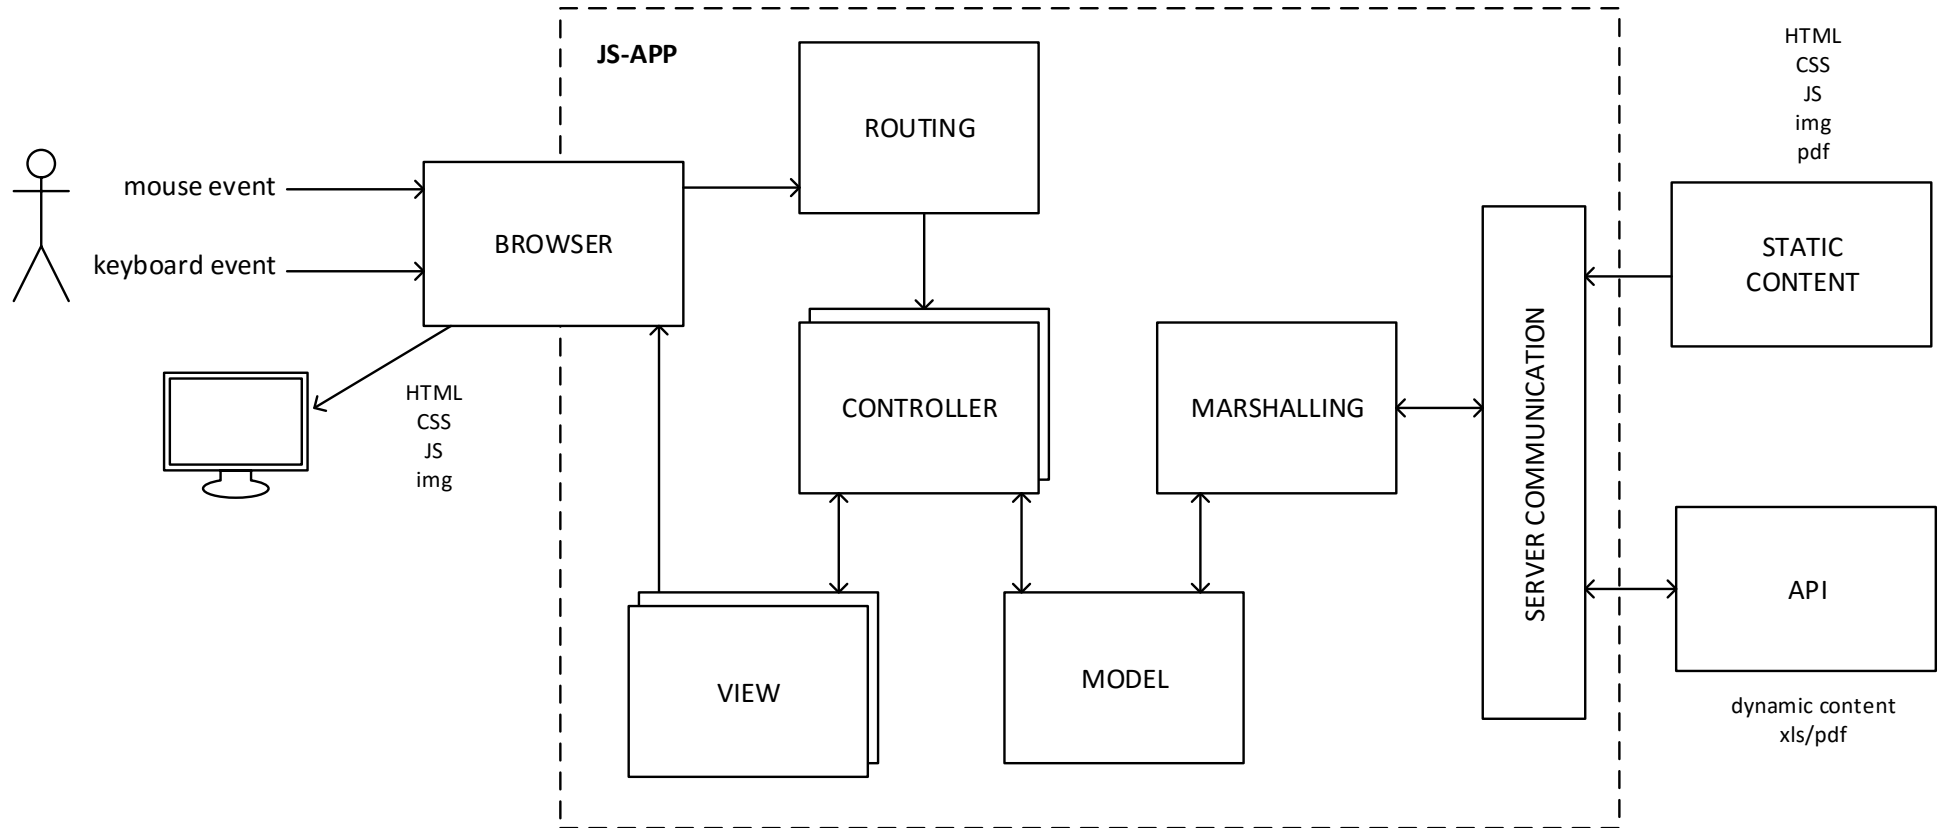 JS-APP
ROUTING
HTML
CSS
JS
img
pdf
mouse event
keyboard event
BROWSER
STATIC
CONTENT
HTML
CSS
JS
img
CONTROLLER
MARSHALLING
SERVER COMMUNICATION
VIEW
MODEL
API
dynamic content
xls/pdf